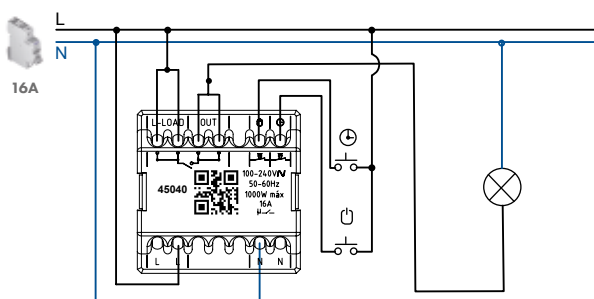 L
N
16A
L-LOAD OUT
45040
100-240V
50-60Hz
1000W máx
16A
µ
L L N N